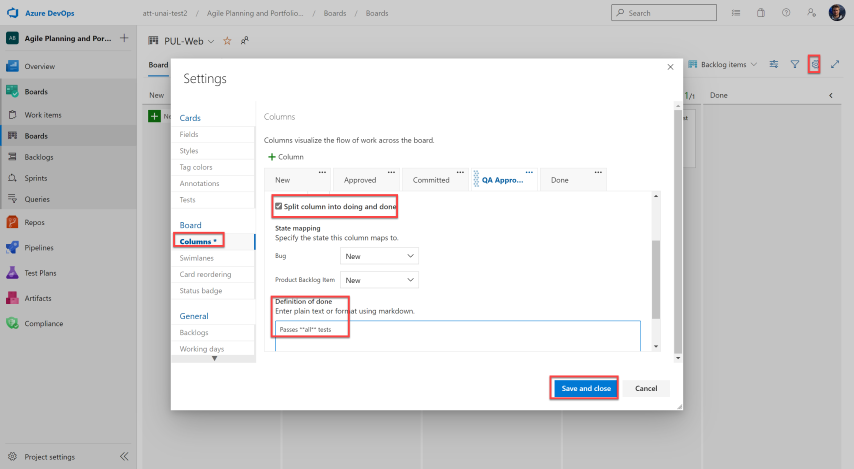 Azure DevOps
att-unai-test2 / Agile Planning and Portfolio... / Boards / Boards
Search
AB Agile Planning and Por... +
Overview
Boards
Work items
Boards
Backlogs
Sprints
Queries
Repos
Pipelines
Test Plans
Artifacts
Compliance
Project settings
PUL-Web
Board
Backlog items
New
1/5
Done
Settings
Cards
Fields
Styles
Tag colors
Annotations
Tests
Board
Columns *
Swimlanes
Card reordering
Status badge
General
Backlogs
Working days
Columns
Columns visualize the flow of work across the board.
+ Column
New
Approved
Committed
QA Appro...
Done
Split column into doing and done
State mapping
Specify the state this column maps to.
Bug New
Product Backlog Item New
Definition of done
Enter plain text or format using markdown.
Passes **all** tests
Save and close
Cancel